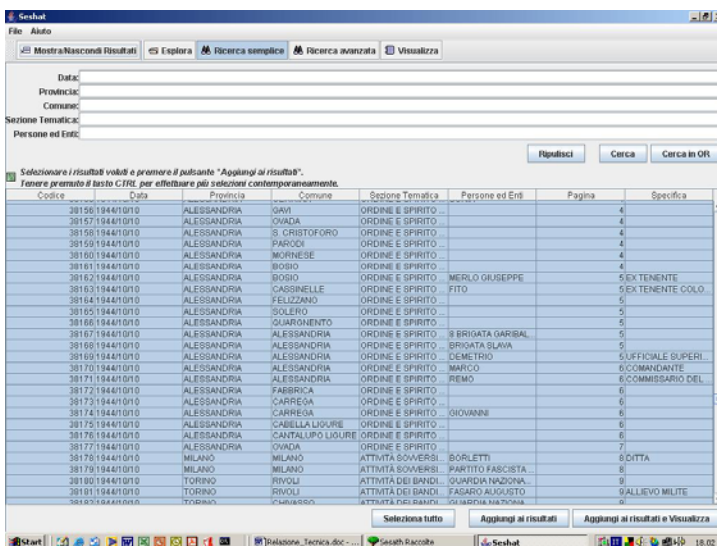 Seshat
File Aiuto
Mostra/Nascondi Risultati Esplora Ricerca semplice Ricerca avanzata Visualizza
Data:
Provincia:
Comune:
Sezione Tematica:
Persone ed Enti:
Ripulisci Cerca Cerca in OR
Selezionare i risultati voluti e premere il pulsante "Aggiungi ai risultati".
Tenere premuto il tasto CTRL per effettuare più selezioni contemporaneamente.
Codice Data Provincia Comune Sezione Tematica Persone ed Enti Pagina Specifica
38156 1944/10/10 ALESSANDRIA GAVI ORDINE E SPIRITO ... 4
38157 1944/10/10 ALESSANDRIA OVADA ORDINE E SPIRITO ... 4
38158 1944/10/10 ALESSANDRIA S. CRISTOFORO ORDINE E SPIRITO ... 4
38159 1944/10/10 ALESSANDRIA PARODI ORDINE E SPIRITO ... 4
38160 1944/10/10 ALESSANDRIA MORNESE ORDINE E SPIRITO ... 4
38161 1944/10/10 ALESSANDRIA BOSIO ORDINE E SPIRITO ... 4
38162 1944/10/10 ALESSANDRIA BOSIO ORDINE E SPIRITO ... MERLO GIUSEPPE 5 EX TENENTE
38163 1944/10/10 ALESSANDRIA CASSINELLE ORDINE E SPIRITO ... FITO 5 EX TENENTE COLO...
38164 1944/10/10 ALESSANDRIA FELIZZANO ORDINE E SPIRITO ... 5
38165 1944/10/10 ALESSANDRIA SOLERO ORDINE E SPIRITO ... 5
38166 1944/10/10 ALESSANDRIA QUARGNENTO ORDINE E SPIRITO ... 5
38167 1944/10/10 ALESSANDRIA ALESSANDRIA ORDINE E SPIRITO ... 8 BRIGATA GARIBAL... 5
38168 1944/10/10 ALESSANDRIA ALESSANDRIA ORDINE E SPIRITO ... BRIGATA SLAVA 5
38169 1944/10/10 ALESSANDRIA ALESSANDRIA ORDINE E SPIRITO ... DEMETRIO 5 UFFICIALE SUPERI...
38170 1944/10/10 ALESSANDRIA ALESSANDRIA ORDINE E SPIRITO ... MARCO 6 COMANDANTE
38171 1944/10/10 ALESSANDRIA ALESSANDRIA ORDINE E SPIRITO ... REMO 6 COMMISSARIO DEL...
38172 1944/10/10 ALESSANDRIA FABBRICA ORDINE E SPIRITO ... 6
38173 1944/10/10 ALESSANDRIA CARREGA ORDINE E SPIRITO ... 6
38174 1944/10/10 ALESSANDRIA CARREGA ORDINE E SPIRITO ... GIOVANNI 6
38175 1944/10/10 ALESSANDRIA CABELLA LIGURE ORDINE E SPIRITO ... 6
38176 1944/10/10 ALESSANDRIA CANTALUPO LIGURE ORDINE E SPIRITO ... 6
38177 1944/10/10 ALESSANDRIA OVADA ORDINE E SPIRITO ... 7
38178 1944/10/10 MILANO MILANO ATTIVITÀ SOVVERSI... BORLETTI 8 DITTA
38179 1944/10/10 MILANO MILANO ATTIVITÀ SOVVERSI... PARTITO FASCISTA ... 8
38180 1944/10/10 TORINO RIVOLI ATTIVITÀ DEI BANDI... GUARDIA NAZIONA... 9
38181 1944/10/10 TORINO RIVOLI ATTIVITÀ DEI BANDI... FASARO AUGUSTO 9 ALLIEVO MILITE
38182 1944/10/10 TORINO CHIVASSO ATTIVITÀ DEI BANDI... GUARDIA NAZIONA...
Seleziona tutto Aggiungi ai risultati Aggiungi ai risultati e Visualizza
Start Relazione_Tecnica.doc - ... Sesath Raccolte Seshat 18.02